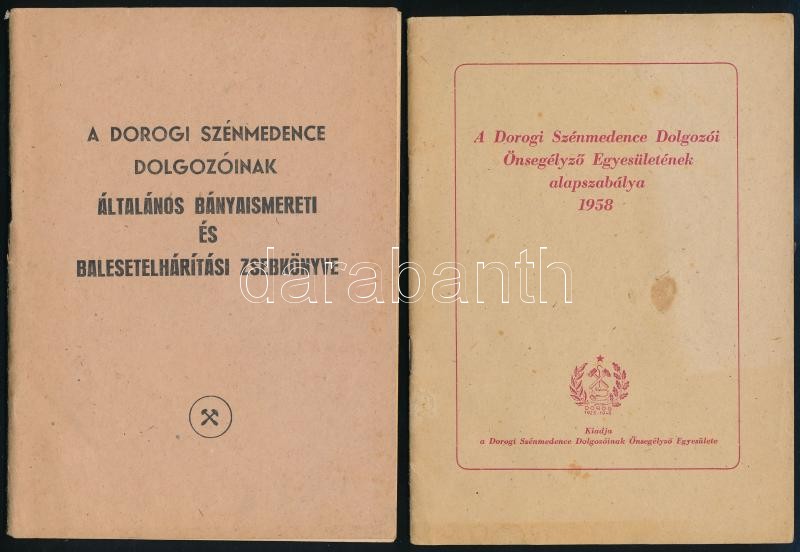 A DOROGI SZÉNMEDENCE
DOLGOZÓINAK
ÁLTALÁNOS BÁNYAISMERETI
ÉS
BALESETELHÁRÍTÁSI ZSEBKÖNYVE
A Dorogi Szénmedence Dolgozói
Önsegélyző Egyesületének
alapszabálya
1958
DOROG
Kiadja
a Dorogi Szénmedence Dolgozóinak Önsegélyző Egyesülete
darabanth